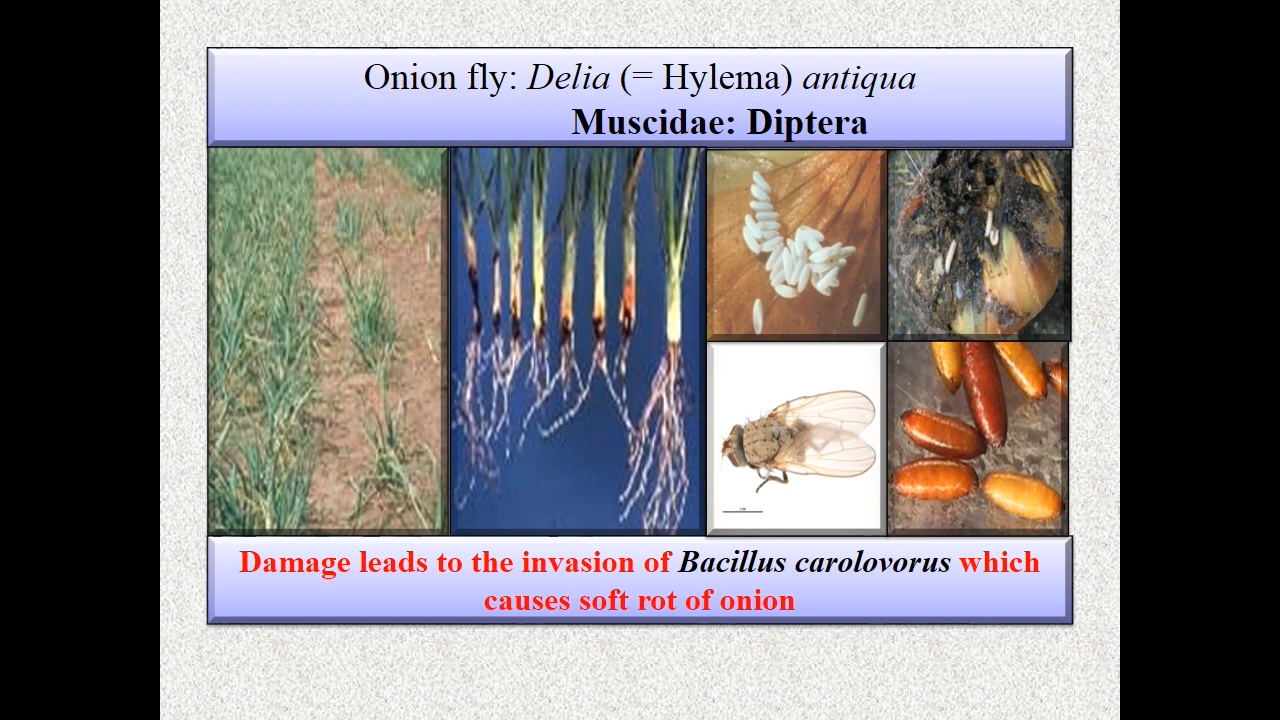 Onion fly: Delia (= Hylema) antiqua
Muscidae: Diptera
Damage leads to the invasion of Bacillus carolovorus which
causes soft rot of onion